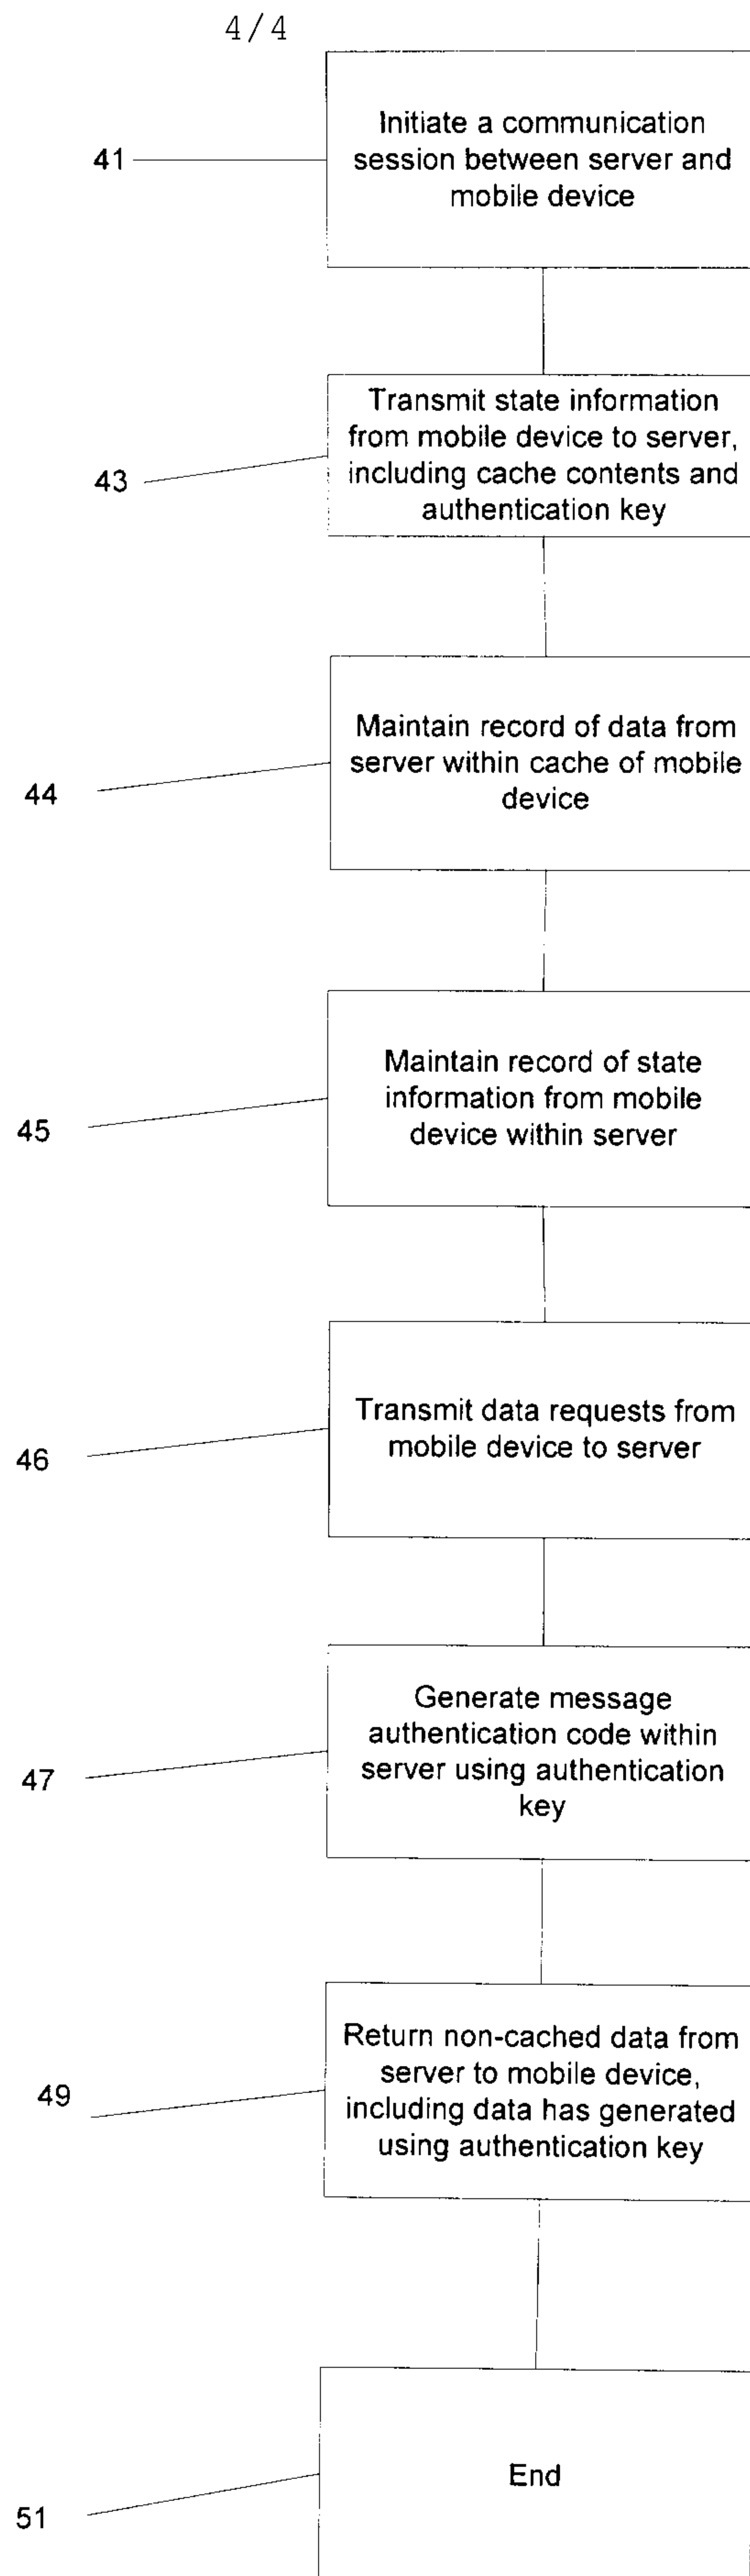 4/4
Initiate a communication
41
session between server and
mobile device
Transmit state information
from mobile device to server,
43
including cache contents and
authentication key
Maintain record of data from
44
server within cache of mobile
device
Maintain record of state
45
information from mobile
device within server
Transmit data requests from
46
mobile device to server
Generate message
authentication code within
47
server using authentication
key
Return non-cached data from
server to mobile device,
49
including data has generated
using authentication key
End
51